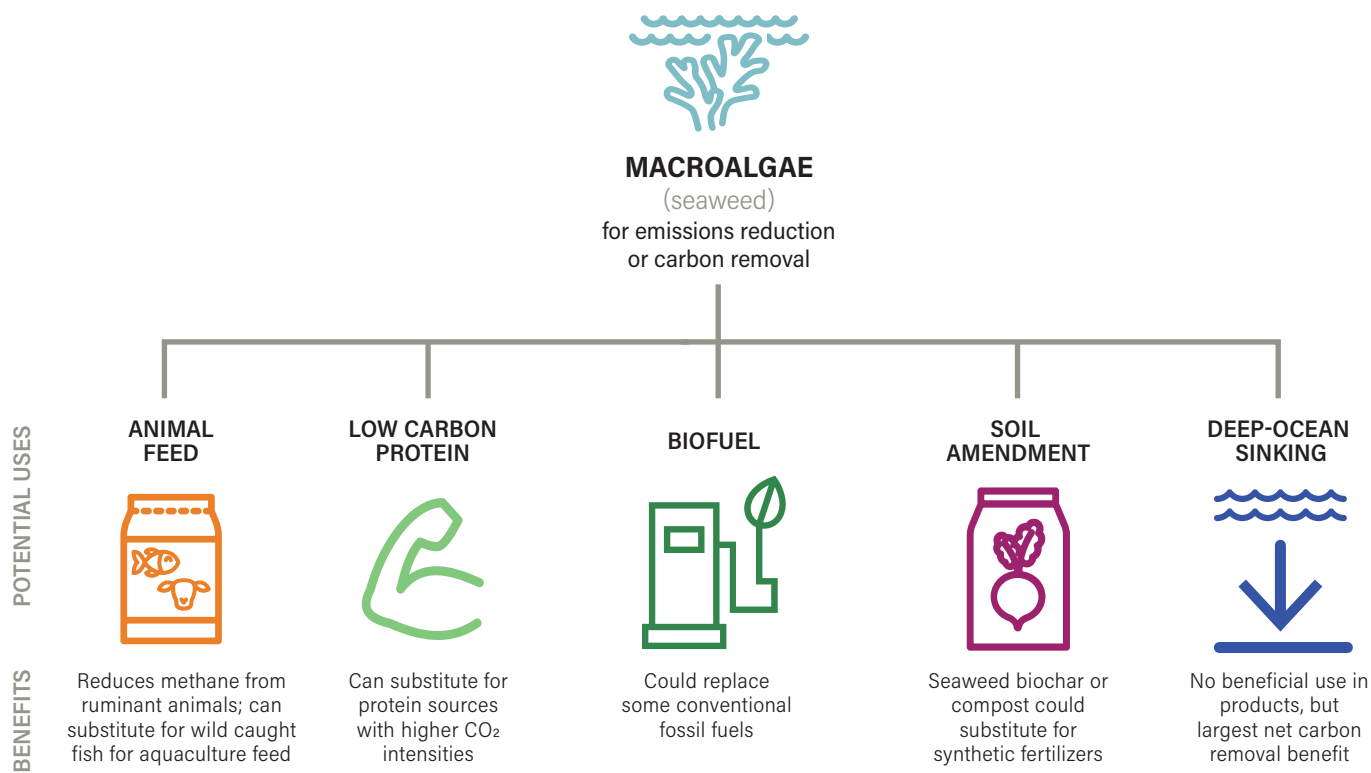 MACROALGAE
(seaweed)
for emissions reduction
or carbon removal
POTENTIAL USES
ANIMAL
FEED
LOW CARBON
PROTEIN
BIOFUEL
SOIL
AMENDMENT
DEEP-OCEAN
SINKING
BENEFITS
Reduces methane from
ruminant animals; can
substitute for wild caught
fish for aquaculture feed
Can substitute for
protein sources
with higher CO₂
intensities
Could replace
some conventional
fossil fuels
Seaweed biochar or
compost could
substitute for
synthetic fertilizers
No beneficial use in
products, but
largest net carbon
removal benefit